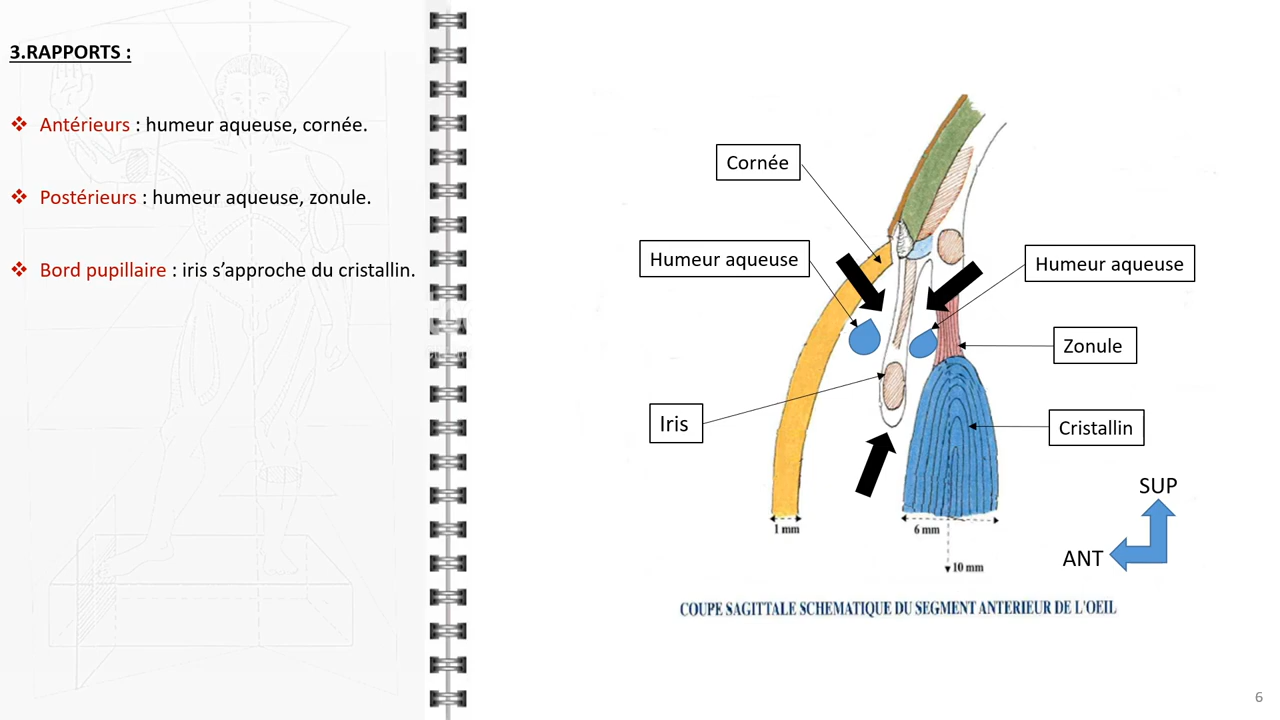 3.RAPPORTS :
❖ Antérieurs : humeur aqueuse, cornée.
❖ Postérieurs : humeur aqueuse, zonule.
❖ Bord pupillaire : iris s’approche du cristallin.
Cornée
Humeur aqueuse
Humeur aqueuse
Zonule
Iris
Cristallin
SUP
ANT
1 mm
6 mm
10 mm
COUPE SAGITTALE SCHEMATIQUE DU SEGMENT ANTERIEUR DE L'OEIL
6